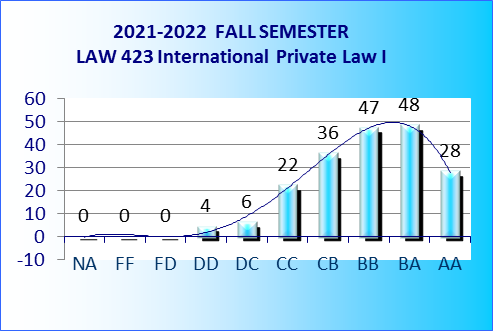 2021-2022 FALL SEMESTER
LAW 423 International Private Law I
60
50
40
30
20
10
0
-10
0 0 0 4 6 22 36 47 48 28
NA FF FD DD DC CC CB BB BA AA